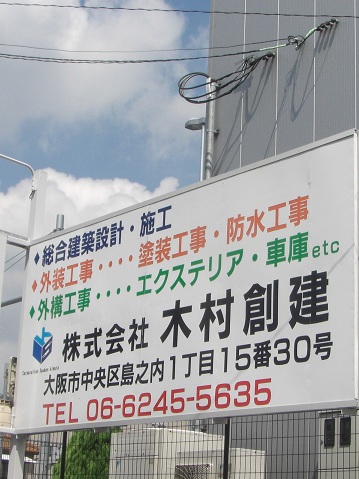 ◆総合建築設計・施工
◆外装工事・・・・塗装工事・防水工事
◆外構工事・・・・エクステリア・車庫etc
株式会社 木村創建
大阪市中央区島之内1丁目15番30号
TEL 06-6245-5635